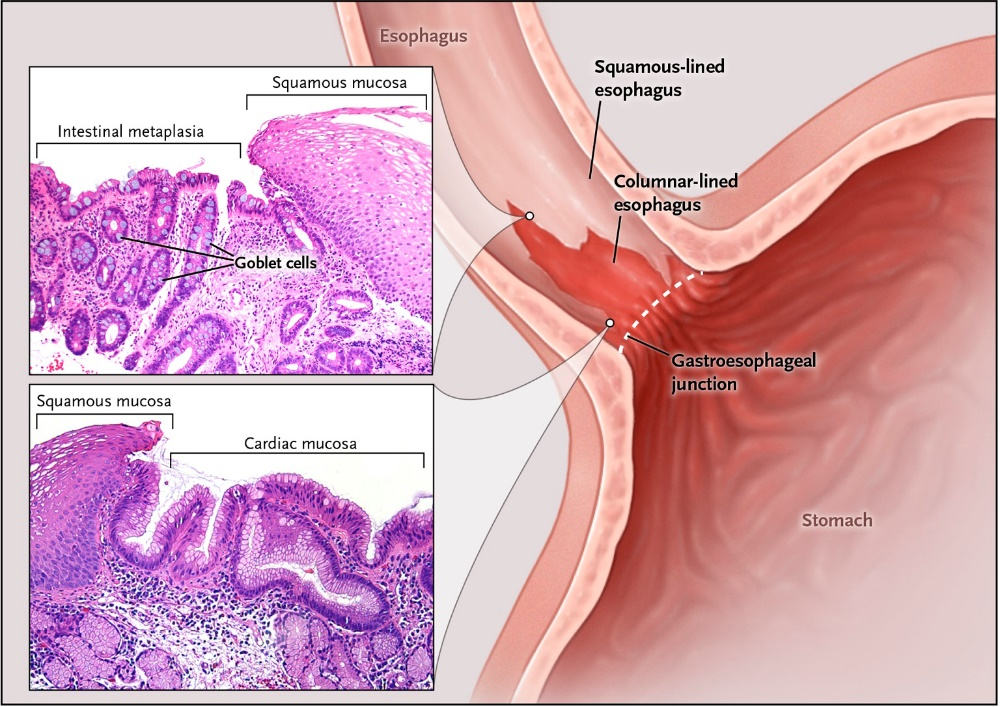 Esophagus
Squamous-lined
esophagus
Squamous mucosa
Intestinal metaplasia
Columnar-lined
esophagus
Goblet cells
Gastroesophageal
junction
Squamous mucosa
Cardiac mucosa
Stomach